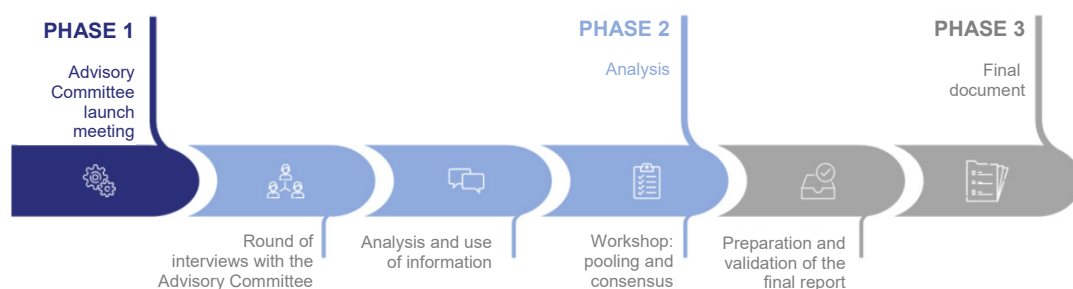 PHASE 1
Advisory
Committee
launch
meeting
PHASE 2
Analysis
PHASE 3
Final
document
Round of
interviews with the
Advisory Committee
Analysis and use
of information
Workshop:
pooling and
consensus
Preparation and
validation of the
final report